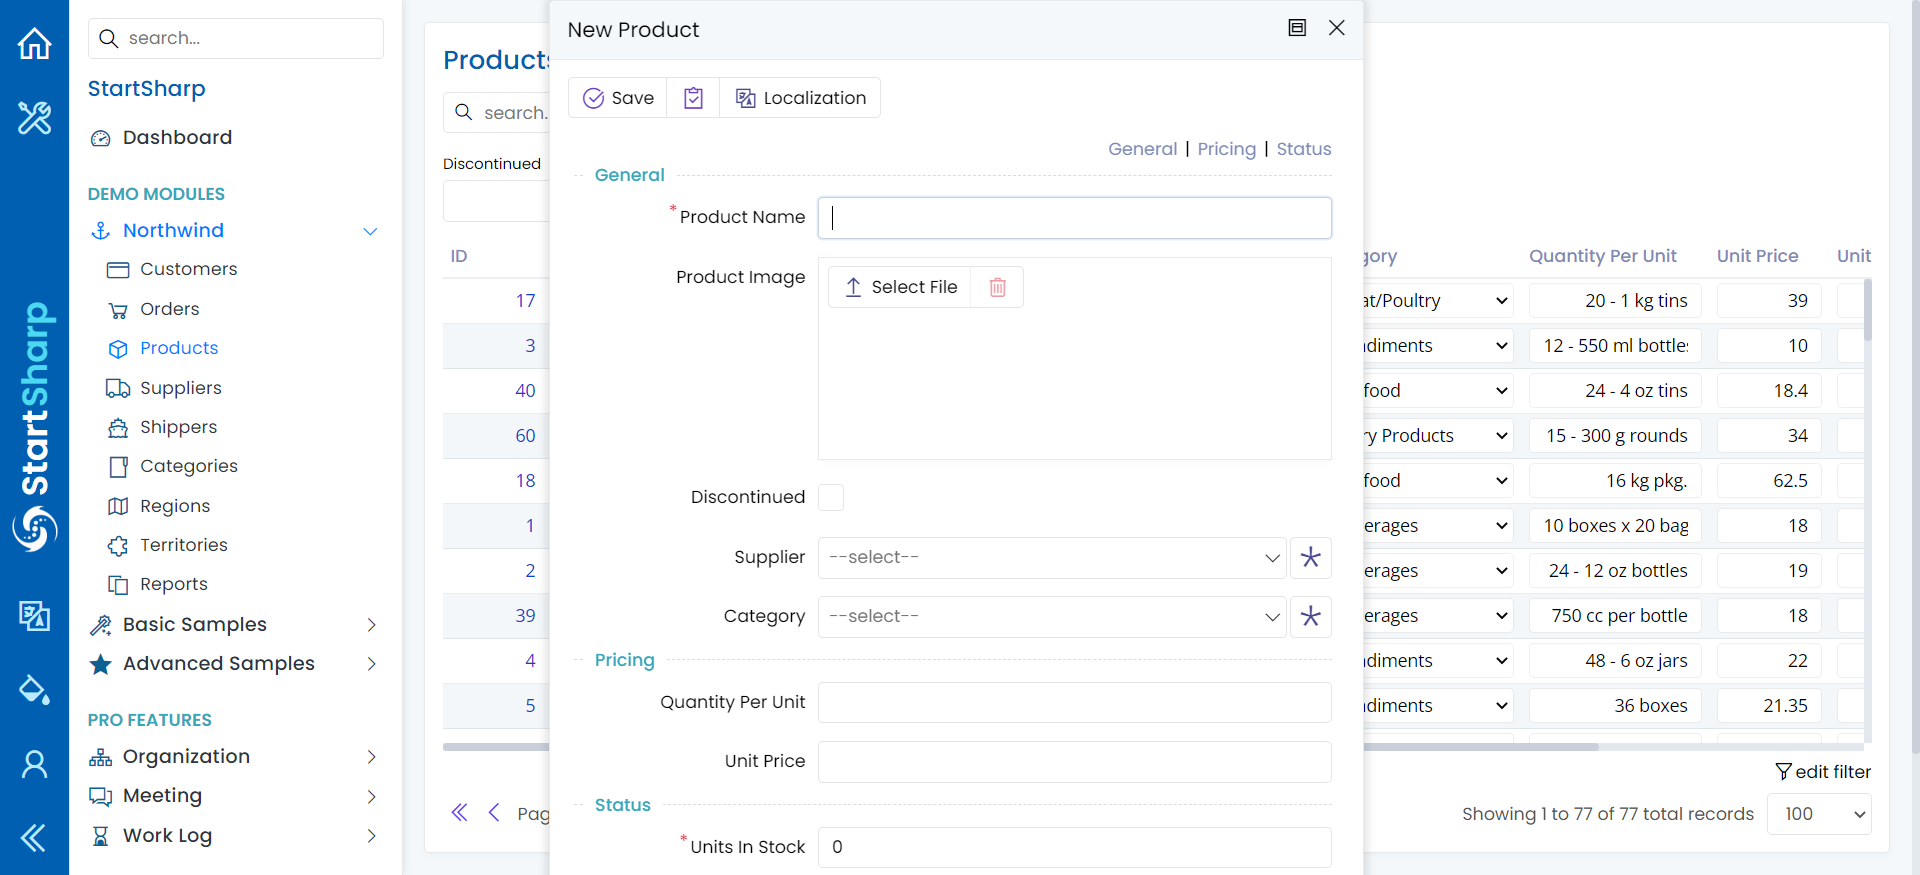 search...
StartSharp
Dashboard
DEMO MODULES
Northwind
Customers
Orders
Products
Suppliers
Shippers
Categories
Regions
Territories
Reports
Basic Samples
Advanced Samples
PRO FEATURES
Organization
Meeting
Work Log
StartSharp
Products
search.
Discontinued
ID
17
3
40
60
18
1
2
39
4
5
New Product
Save
Localization
General | Pricing | Status
General
* Product Name
Product Image
Select File
Discontinued
Supplier
--select--
Category
--select--
Pricing
Quantity Per Unit
Unit Price
Status
* Units In Stock
0
gory Quantity Per Unit Unit Price Unit
at/Poultry 20 - 1 kg tins 39
diments 12 - 550 ml bottles 10
food 24 - 4 oz tins 18.4
ry Products 15 - 300 g rounds 34
food 16 kg pkg. 62.5
erages 10 boxes x 20 bag 18
erages 24 - 12 oz bottles 19
erages 750 cc per bottle 18
diments 48 - 6 oz jars 22
diments 36 boxes 21.35
edit filter
Pag
Showing 1 to 77 of 77 total records
100